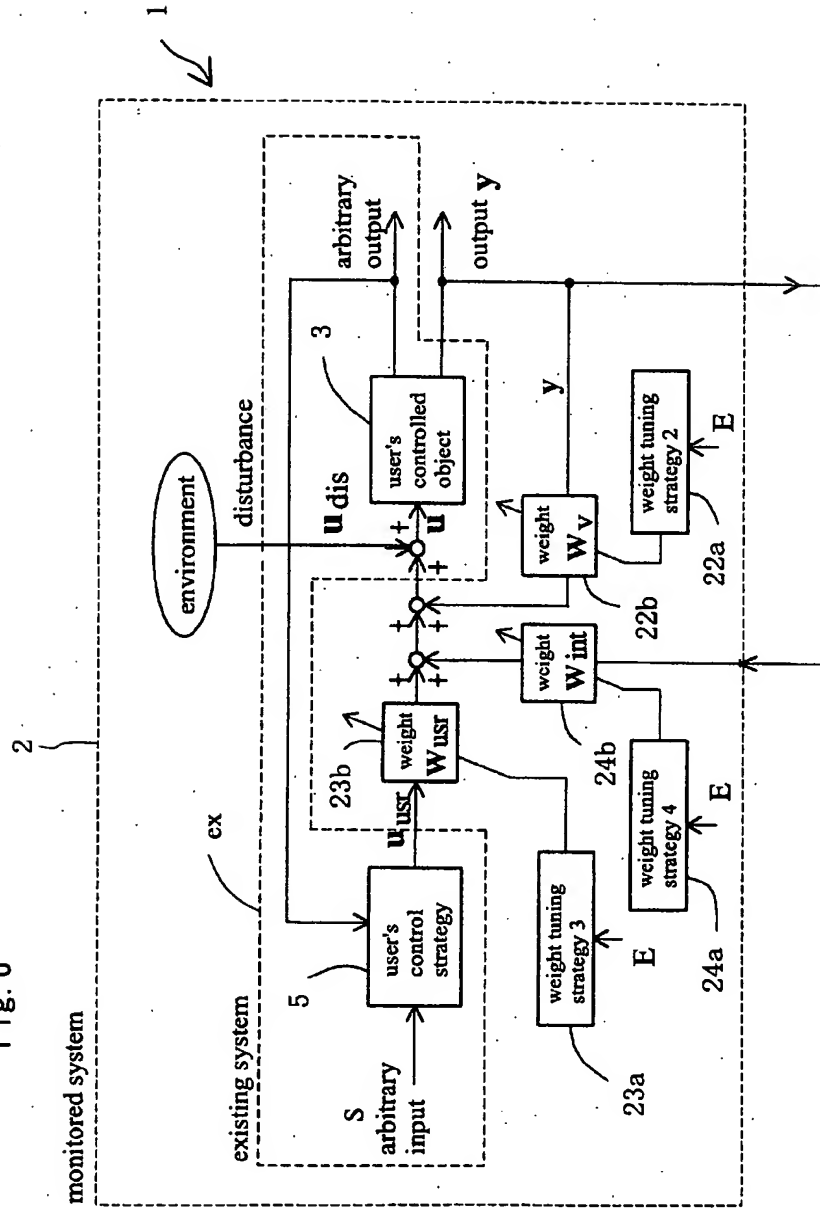 Fig. 6
1
2
monitored system
ex
existing system
environment
disturbance
u dis
S
arbitrary
input
5
user's
control
strategy
u usr
23b
weight
W usr
+
+
+
+
+
+
u
3
user's
controlled
object
arbitrary
output
output y
y
weight
W int
24b
weight
W v
22b
weight tuning
strategy 2
E
22a
weight tuning
strategy 3
E
23a
weight tuning
strategy 4
E
24a